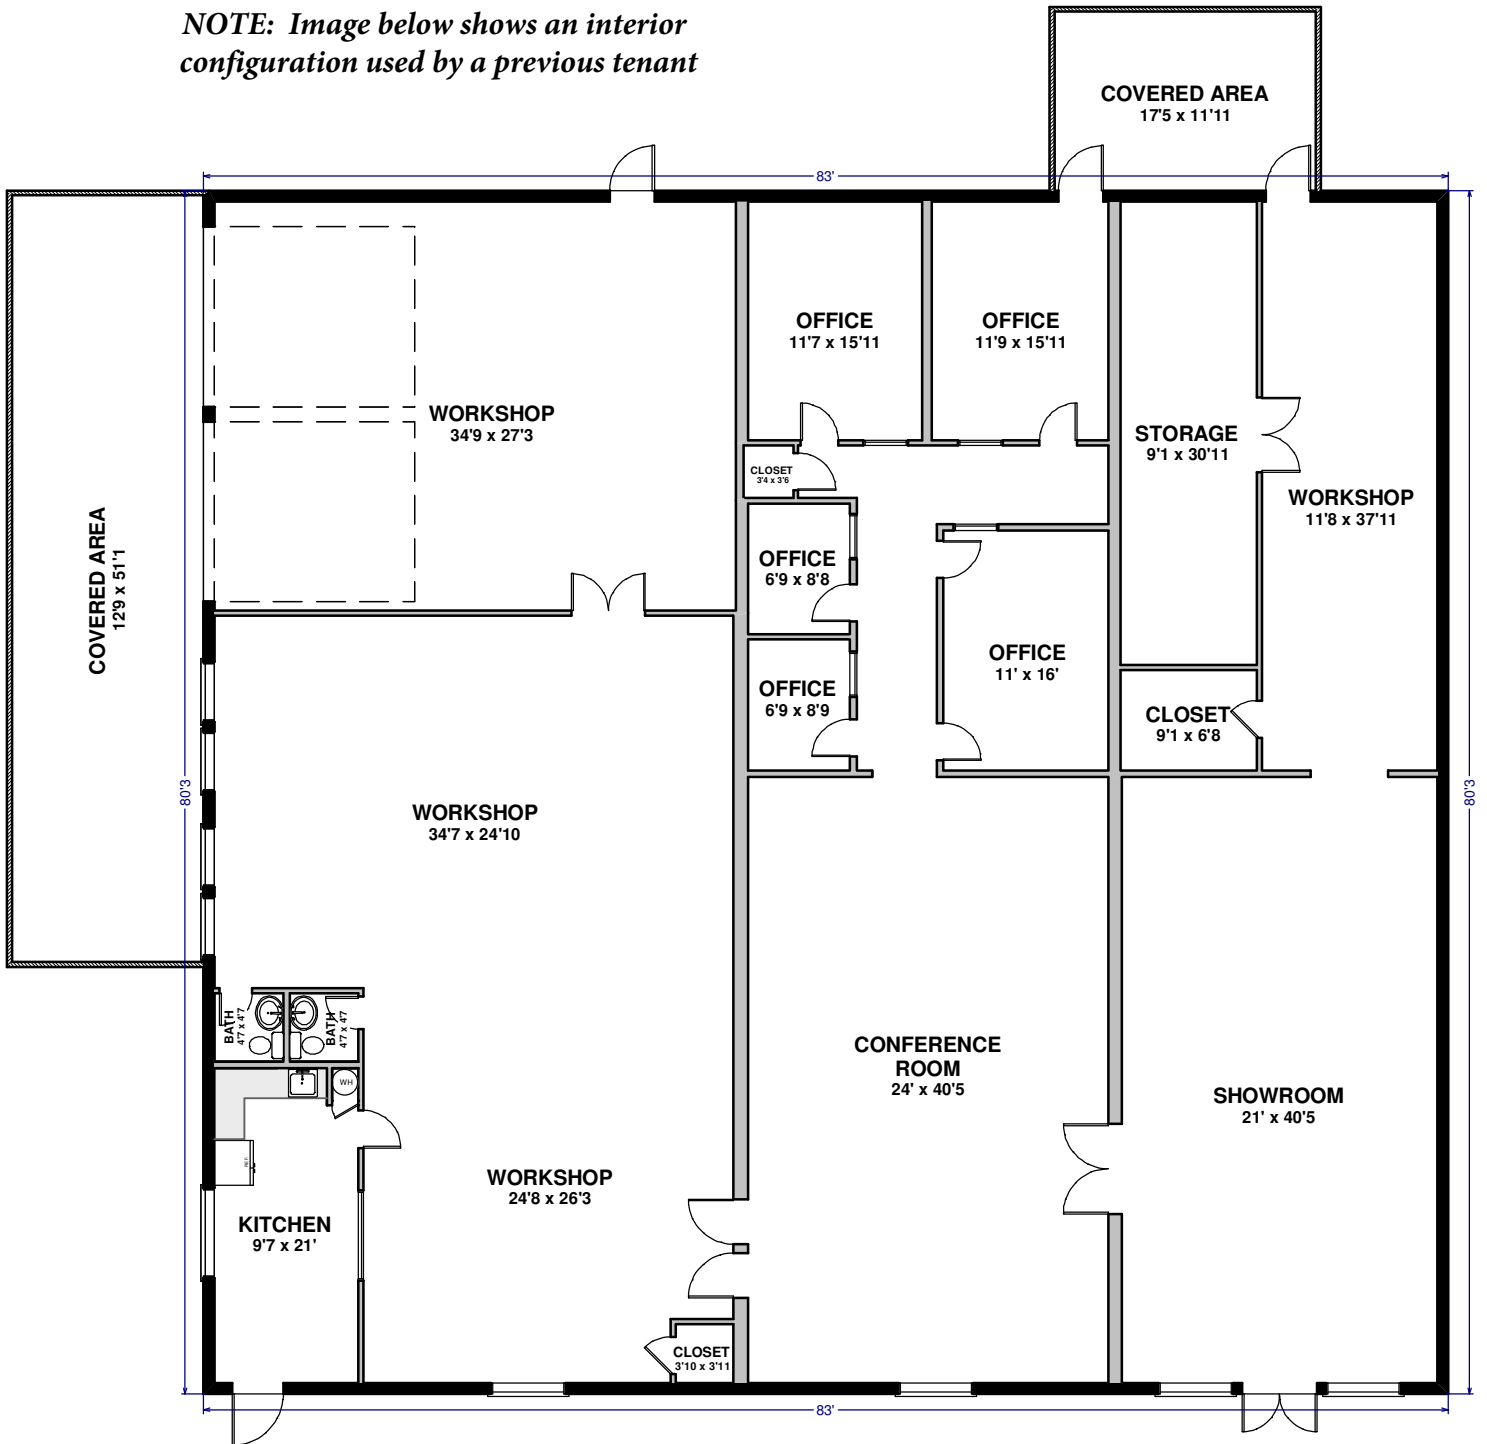 NOTE: Image below shows an interior
configuration used by a previous tenant
COVERED AREA
17'5 x 11'11
83'
OFFICE
11'7 x 15'11
OFFICE
11'9 x 15'11
WORKSHOP
34'9 x 27'3
STORAGE
9'1 x 30'11
CLOSET
3'4 x 3'6
WORKSHOP
11'8 x 37'11
COVERED AREA
12'9 x 51'1
OFFICE
6'9 x 8'8
OFFICE
11' x 16'
OFFICE
6'9 x 8'9
CLOSET
9'1 x 6'8
80'3
80'3
WORKSHOP
34'7 x 24'10
BATH
4'7 x 4'7
BATH
4'7 x 4'7
CONFERENCE
ROOM
24' x 40'5
WH
SHOWROOM
21' x 40'5
REF
WORKSHOP
24'8 x 26'3
KITCHEN
9'7 x 21'
CLOSET
3'10 x 3'11
83'